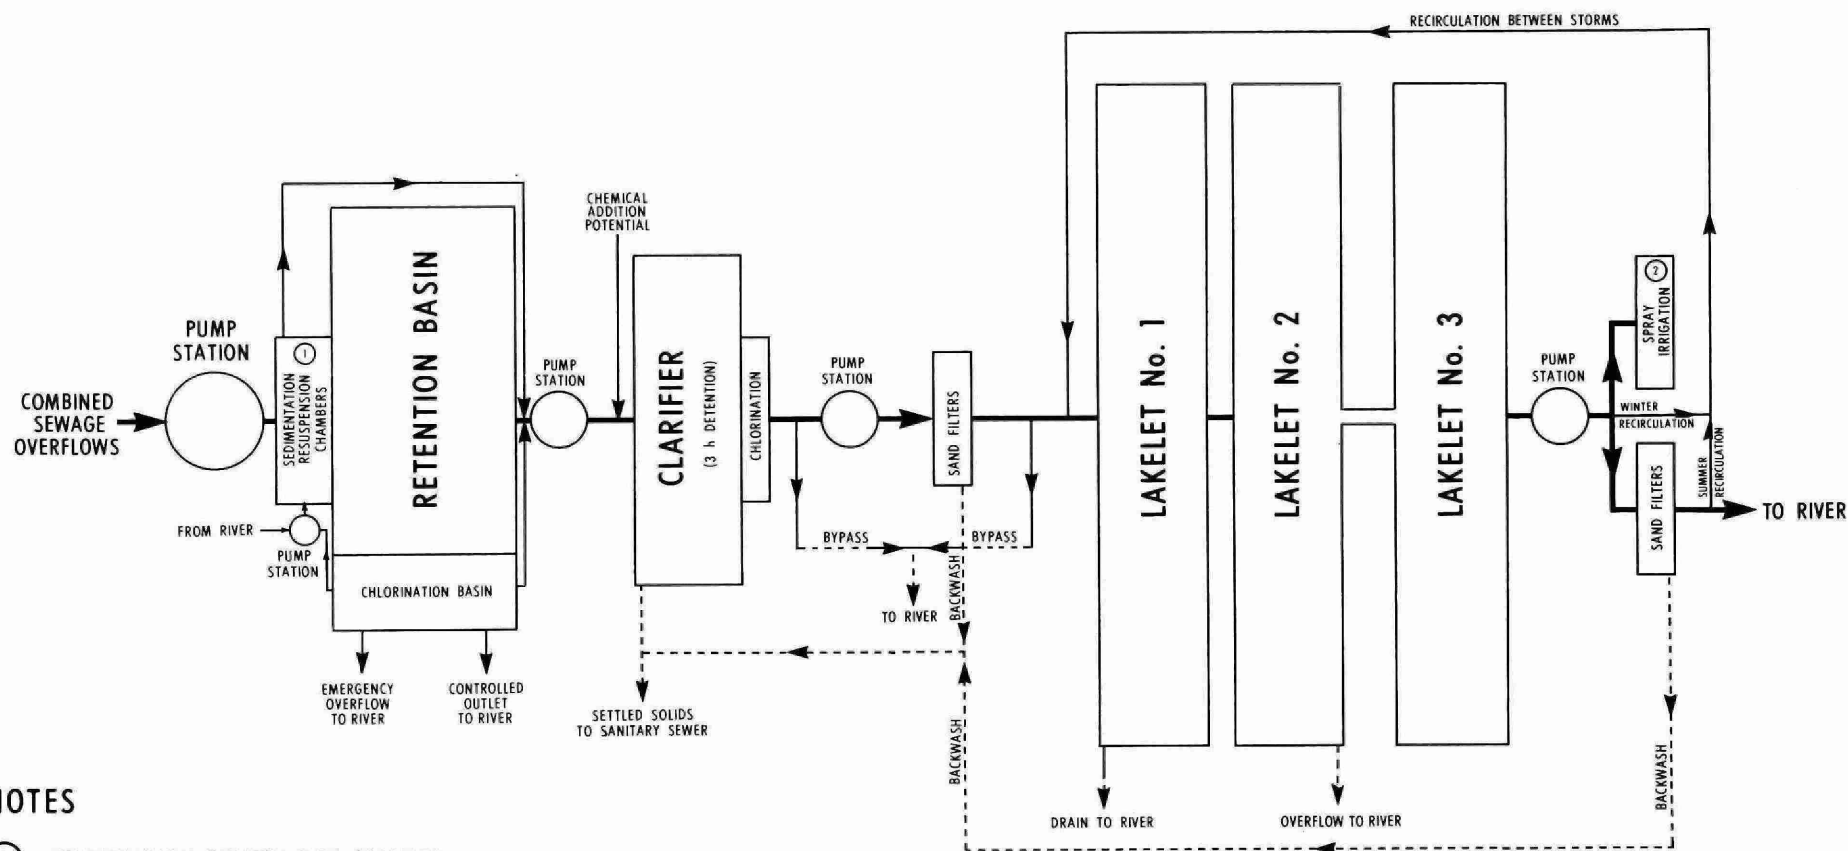 RECIRCULATION BETWEEN STORMS
CHEMICAL
ADDITION
POTENTIAL
PUMP
STATION
COMBINED
SEWAGE
OVERFLOWS
1
SEDIMENTATION
RESUSPENSION
CHAMBERS
RETENTION BASIN
FROM RIVER
PUMP
STATION
CHLORINATION BASIN
EMERGENCY
OVERFLOW
TO RIVER
CONTROLLED
OUTLET
TO RIVER
PUMP
STATION
CLARIFIER
(3 h DETENTION)
CHLORINATION
SETTLED SOLIDS
TO SANITARY SEWER
PUMP
STATION
SAND FILTERS
BYPASS
BYPASS
TO RIVER
BACKWASH
BACKWASH
LAKELET No. 1
LAKELET No. 2
LAKELET No. 3
DRAIN TO RIVER
OVERFLOW TO RIVER
PUMP
STATION
2
SPRAY
IRRIGATION
WINTER
RECIRCULATION
SUMMER
RECIRCULATION
SAND FILTERS
TO RIVER
BACKWASH
NOTES